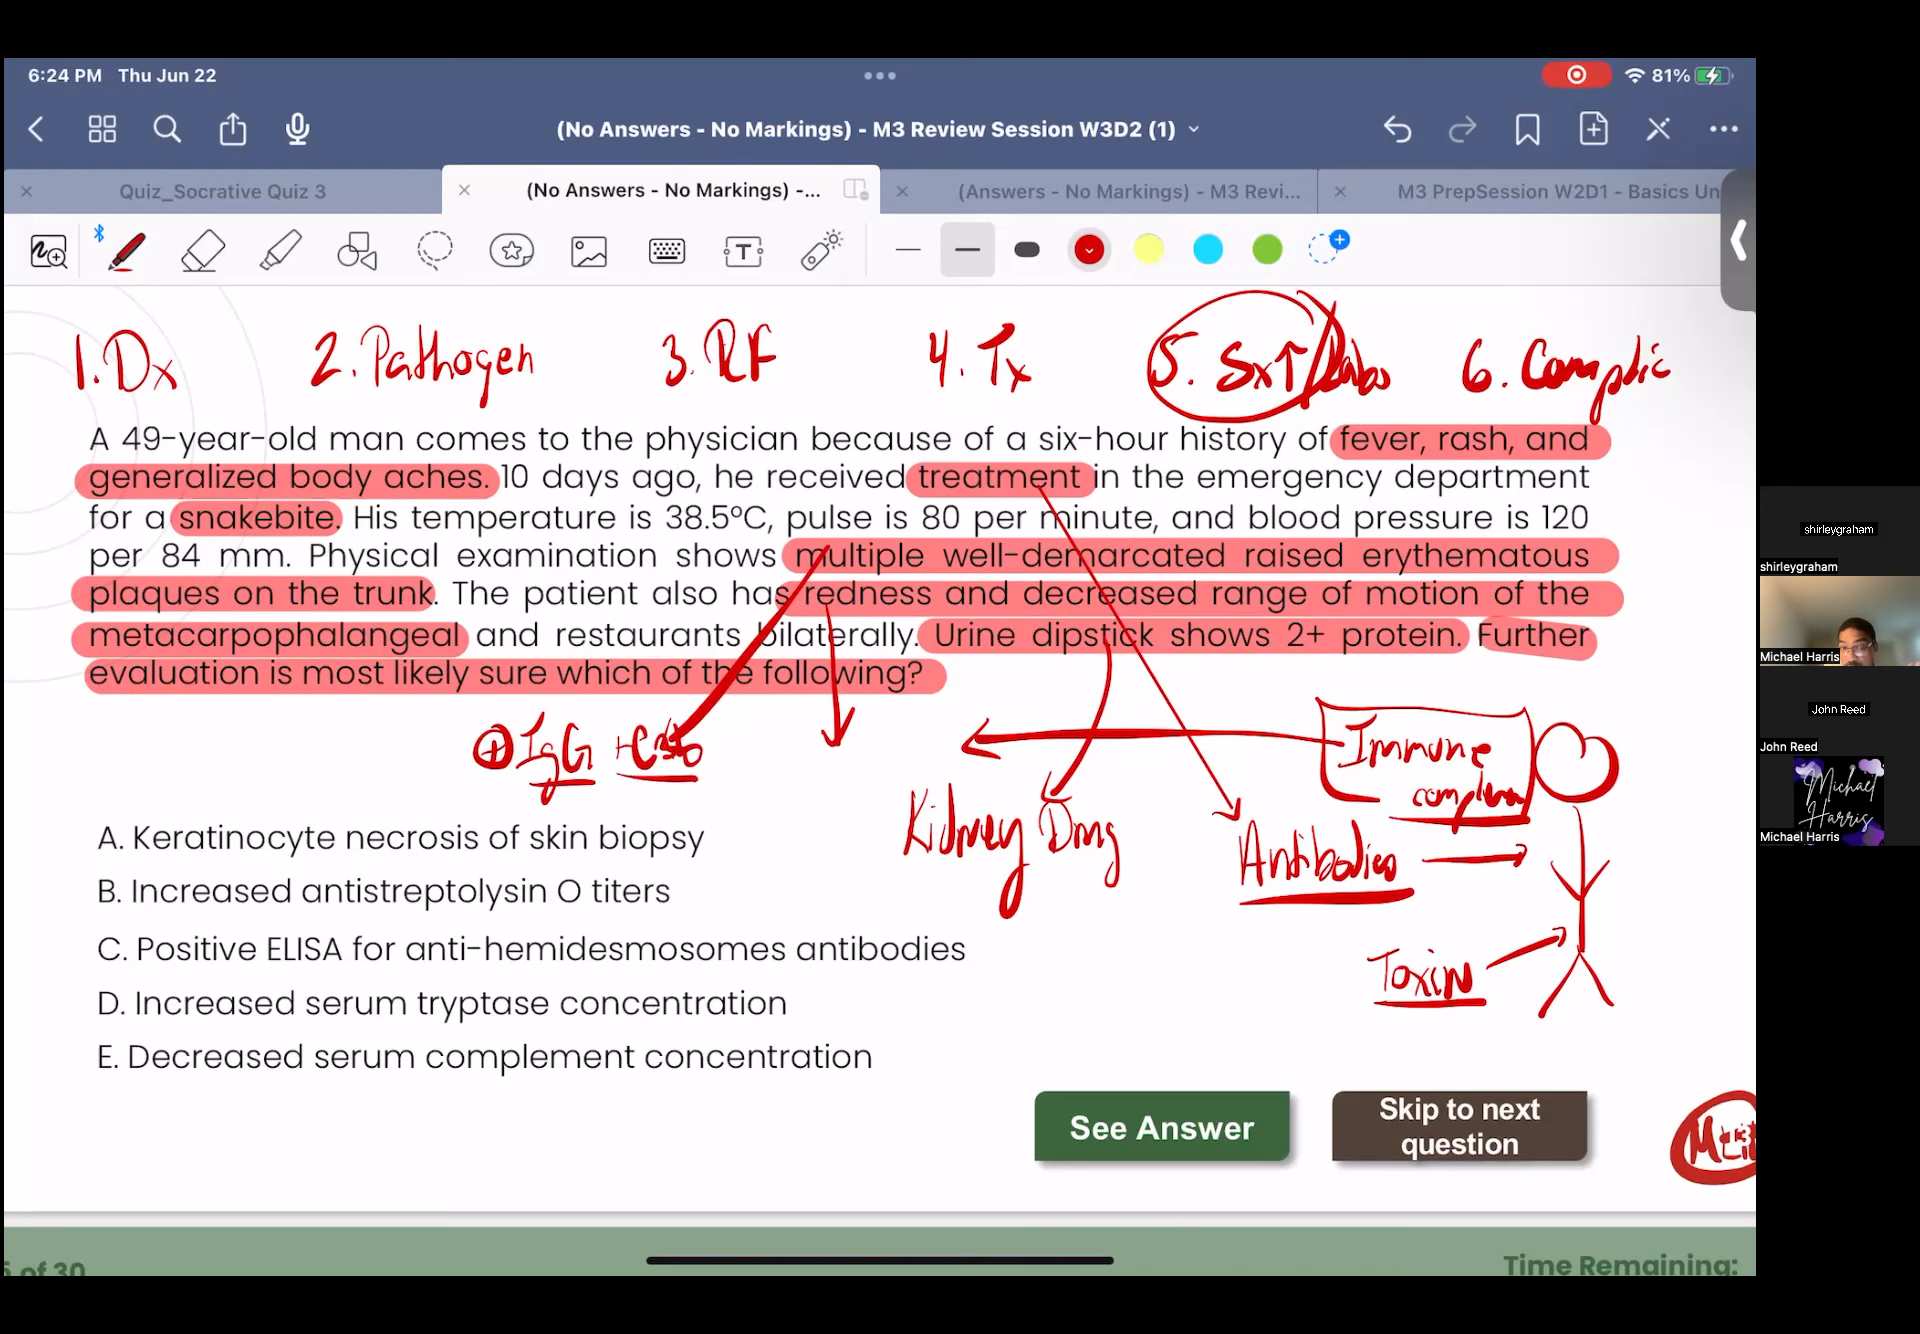 6:24 PM Thu Jun 22
81%
(No Answers - No Markings) - M3 Review Session W3D2 (1)
Quiz_Socrative Quiz 3
(No Answers - No Markings) -...
(Answers - No Markings) - M3 Revi...
M3 PrepSession W2D1 - Basics Un
1. Dx 2. Pathogen 3. RF 4. Tx 5. Sx↑/Labs 6. Complic
A 49-year-old man comes to the physician because of a six-hour history of fever, rash, and
generalized body aches. 10 days ago, he received treatment in the emergency department
for a snakebite. His temperature is 38.5°C, pulse is 80 per minute, and blood pressure is 120
per 84 mm. Physical examination shows multiple well-demarcated raised erythematous
plaques on the trunk. The patient also has redness and decreased range of motion of the
metacarpophalangeal and restaurants bilaterally. Urine dipstick shows 2+ protein. Further
evaluation is most likely sure which of the following?
+ IgG
Immune
Kidney Dmg
Antibodies
Toxin
A. Keratinocyte necrosis of skin biopsy
B. Increased antistreptolysin O titers
C. Positive ELISA for anti-hemidesmosomes antibodies
D. Increased serum tryptase concentration
E. Decreased serum complement concentration
See Answer
Skip to next
question
of 30
Time Remaining:
shirleygraham
shirleygraham
Michael Harris
John Reed
John Reed
Michael
Harris
Michael Harris